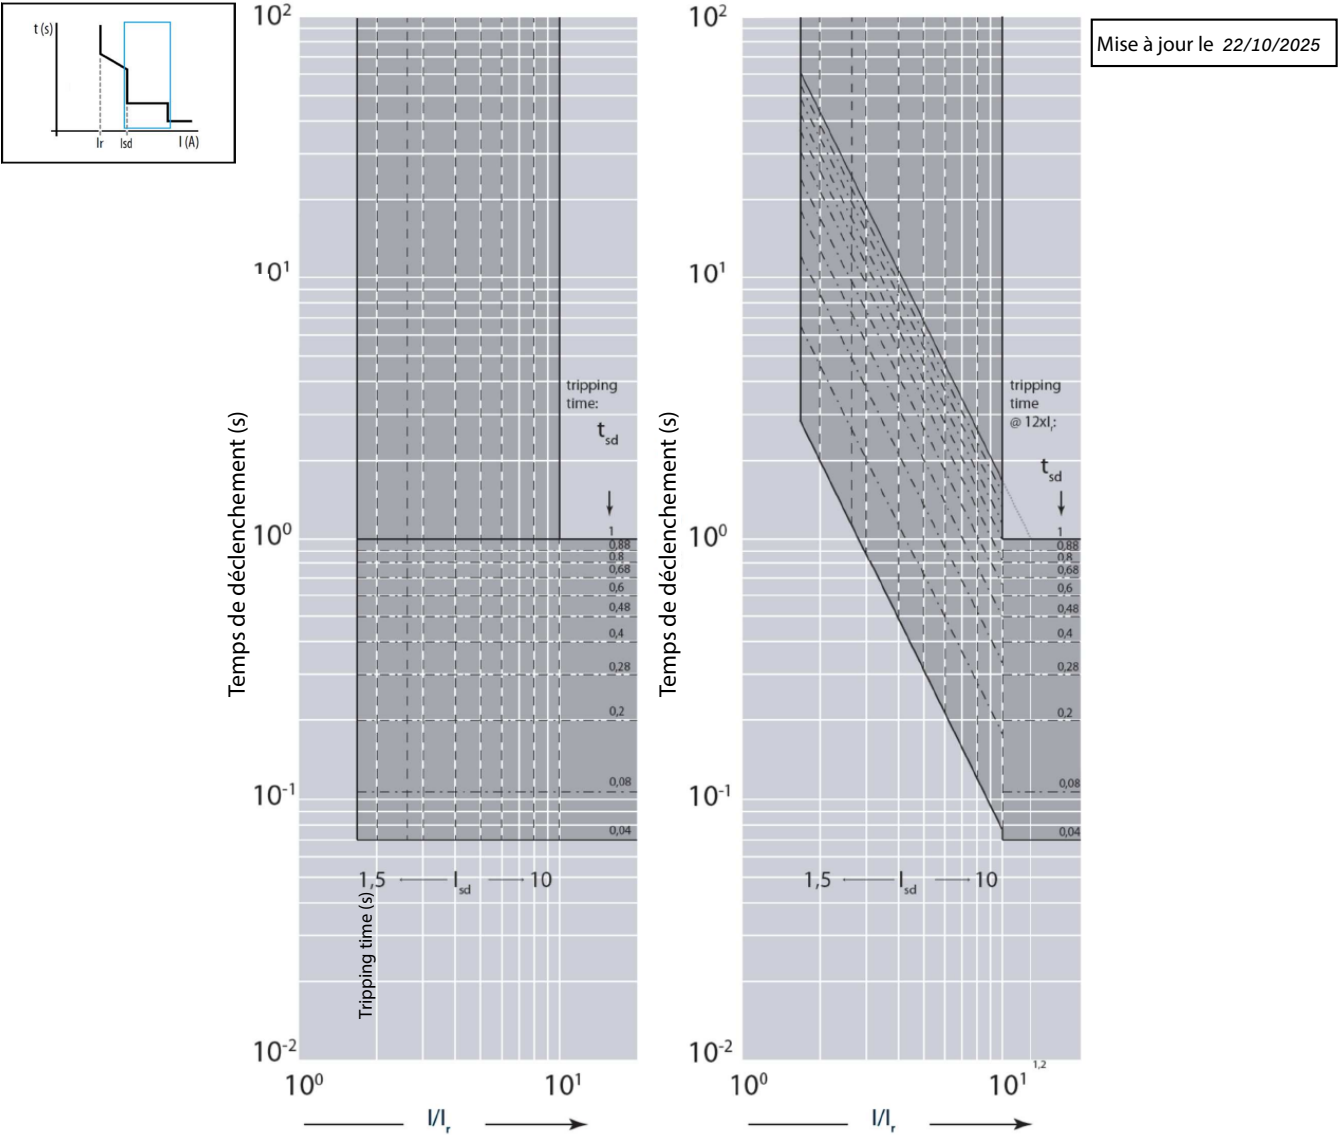 t (s)
Ir
Isd
I (A)
Mise à jour le 22/10/2025
Temps de déclenchement (s)
10²
10¹
10⁰
10⁻¹
10⁻²
tripping
time:
tsd
1
0,88
0,8
0,68
0,6
0,48
0,4
0,28
0,2
0,08
0,04
1,5 Isd 10
Tripping time (s)
10⁰ 10¹
I/Ir
Temps de déclenchement (s)
10²
10¹
10⁰
10⁻¹
10⁻²
tripping
time
@ 12xIr:
tsd
1
0,88
0,8
0,68
0,6
0,48
0,4
0,28
0,2
0,08
0,04
1,5 Isd 10
10⁰ 10¹ 1,2
I/Ir